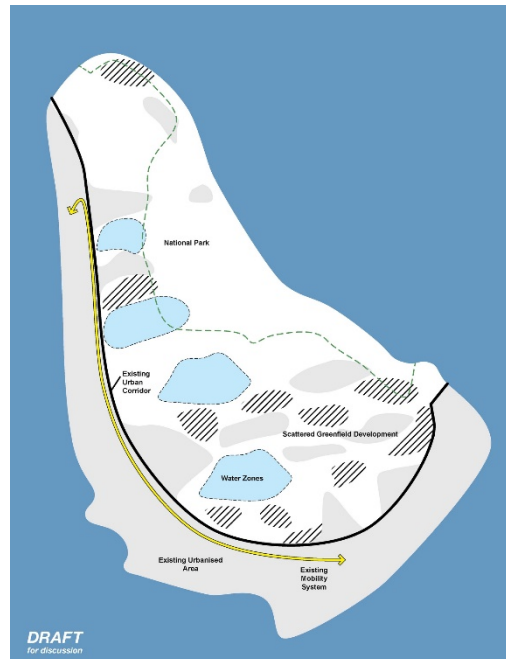 National Park
Existing
Urban
Corridor
Scattered Greenfield Development
Water Zones
Existing Urbanised
Area
Existing
Mobility
System
DRAFT
for discussion